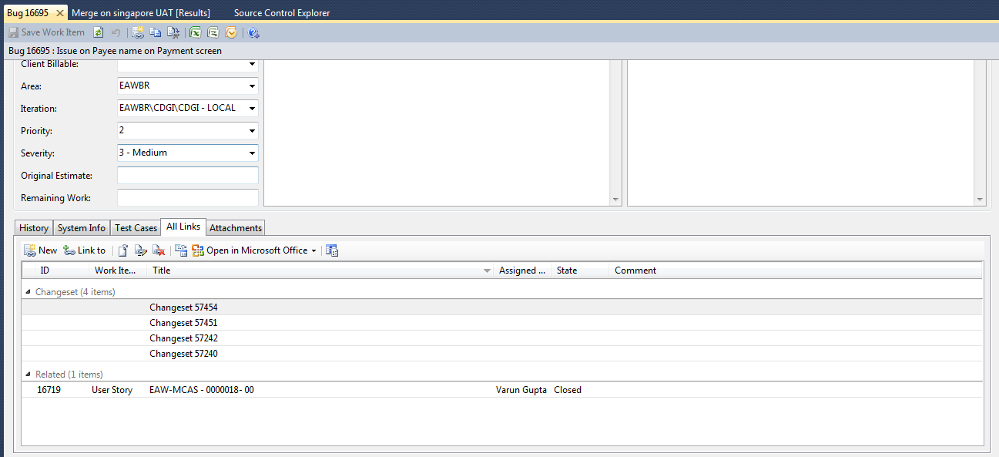 Bug 16695 Merge on singapore UAT [Results] Source Control Explorer
Save Work Item
Bug 16695 : Issue on Payee name on Payment screen
Client Billable:
Area: EAWBR
Iteration: EAWBR\CDGI\CDGI - LOCAL
Priority: 2
Severity: 3 - Medium
Original Estimate:
Remaining Work:
History System Info Test Cases All Links Attachments
New Link to Open in Microsoft Office
ID Work Ite... Title Assigned ... State Comment
Changeset (4 items)
Changeset 57454
Changeset 57451
Changeset 57242
Changeset 57240
Related (1 items)
16719 User Story EAW-MCAS - 0000018- 00 Varun Gupta Closed